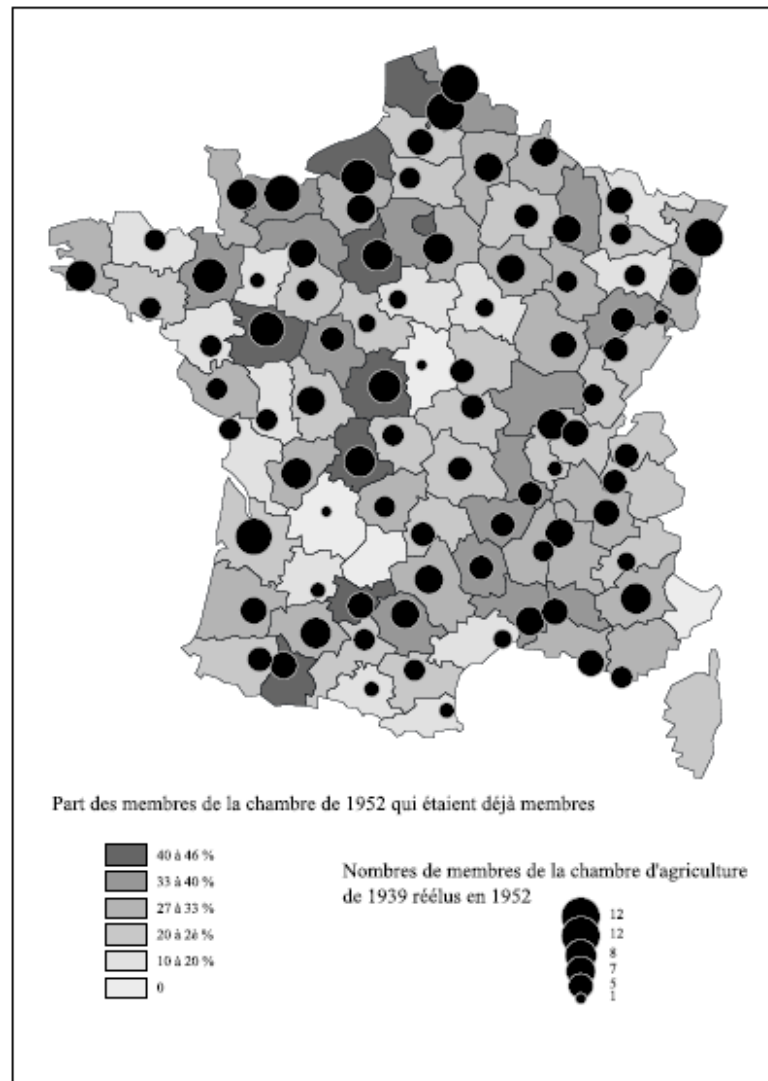 Part des membres de la chambre de 1952 qui étaient déjà membres
40 à 46 %
33 à 40 %
27 à 33 %
20 à 26 %
10 à 20 %
0
Nombres de membres de la chambre d'agriculture
de 1939 réélus en 1952
12
12
8
7
5
1